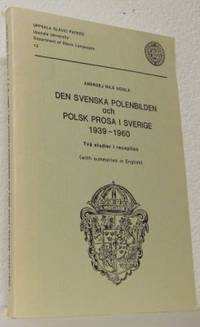 UPPSALA SLAVIC PAPERS
Uppsala University
Department of Slavic Languages
13
ANDRZEJ NILS UGGLA
DEN SVENSKA POLENBILDEN
och
POLSK PROSA I SVERIGE
1939-1960
Två studier i reception
(with summaries in English)